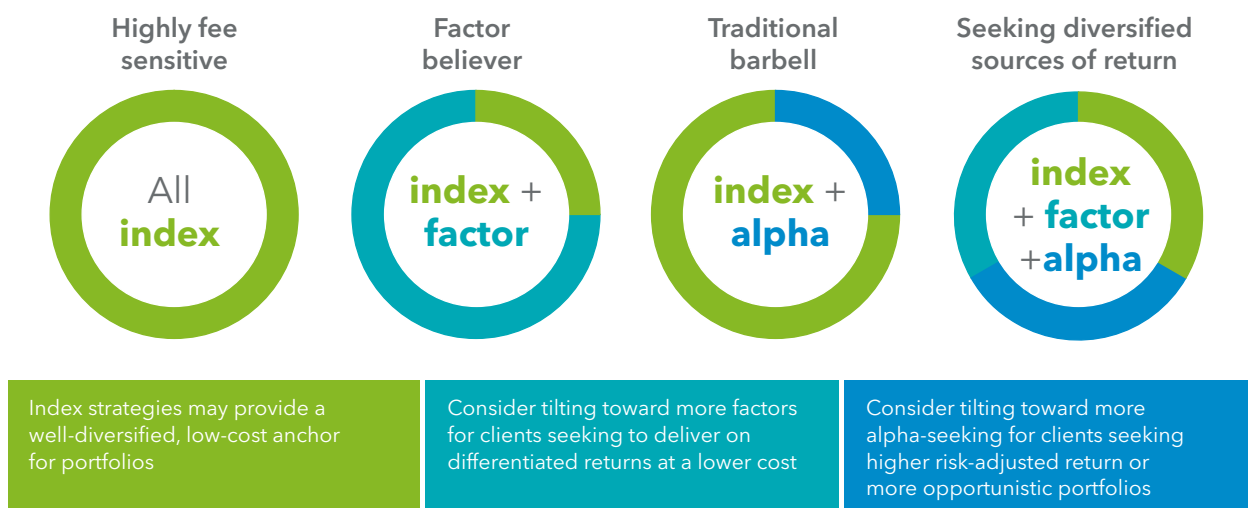 Highly fee
sensitive
Factor
believer
Traditional
barbell
Seeking diversified
sources of return
All
index
index +
factor
index +
alpha
index
+ factor
+alpha
Index strategies may provide a
well-diversified, low-cost anchor
for portfolios
Consider tilting toward more factors
for clients seeking to deliver on
differentiated returns at a lower cost
Consider tilting toward more
alpha-seeking for clients seeking
higher risk-adjusted return or
more opportunistic portfolios